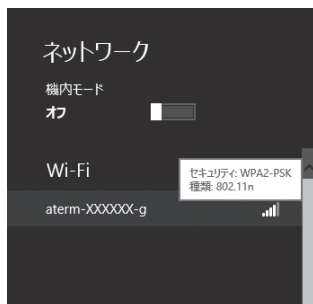 ネットワーク
機内モード
オフ
Wi-Fi
セキュリティ: WPA2-PSK
種類: 802.11n
aterm-XXXXXX-g